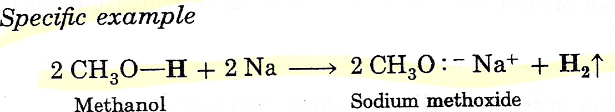 Specific example
2 CH₃O—H + 2 Na ⟶ 2 CH₃O:⁻ Na⁺ + H₂↑
Methanol Sodium methoxide